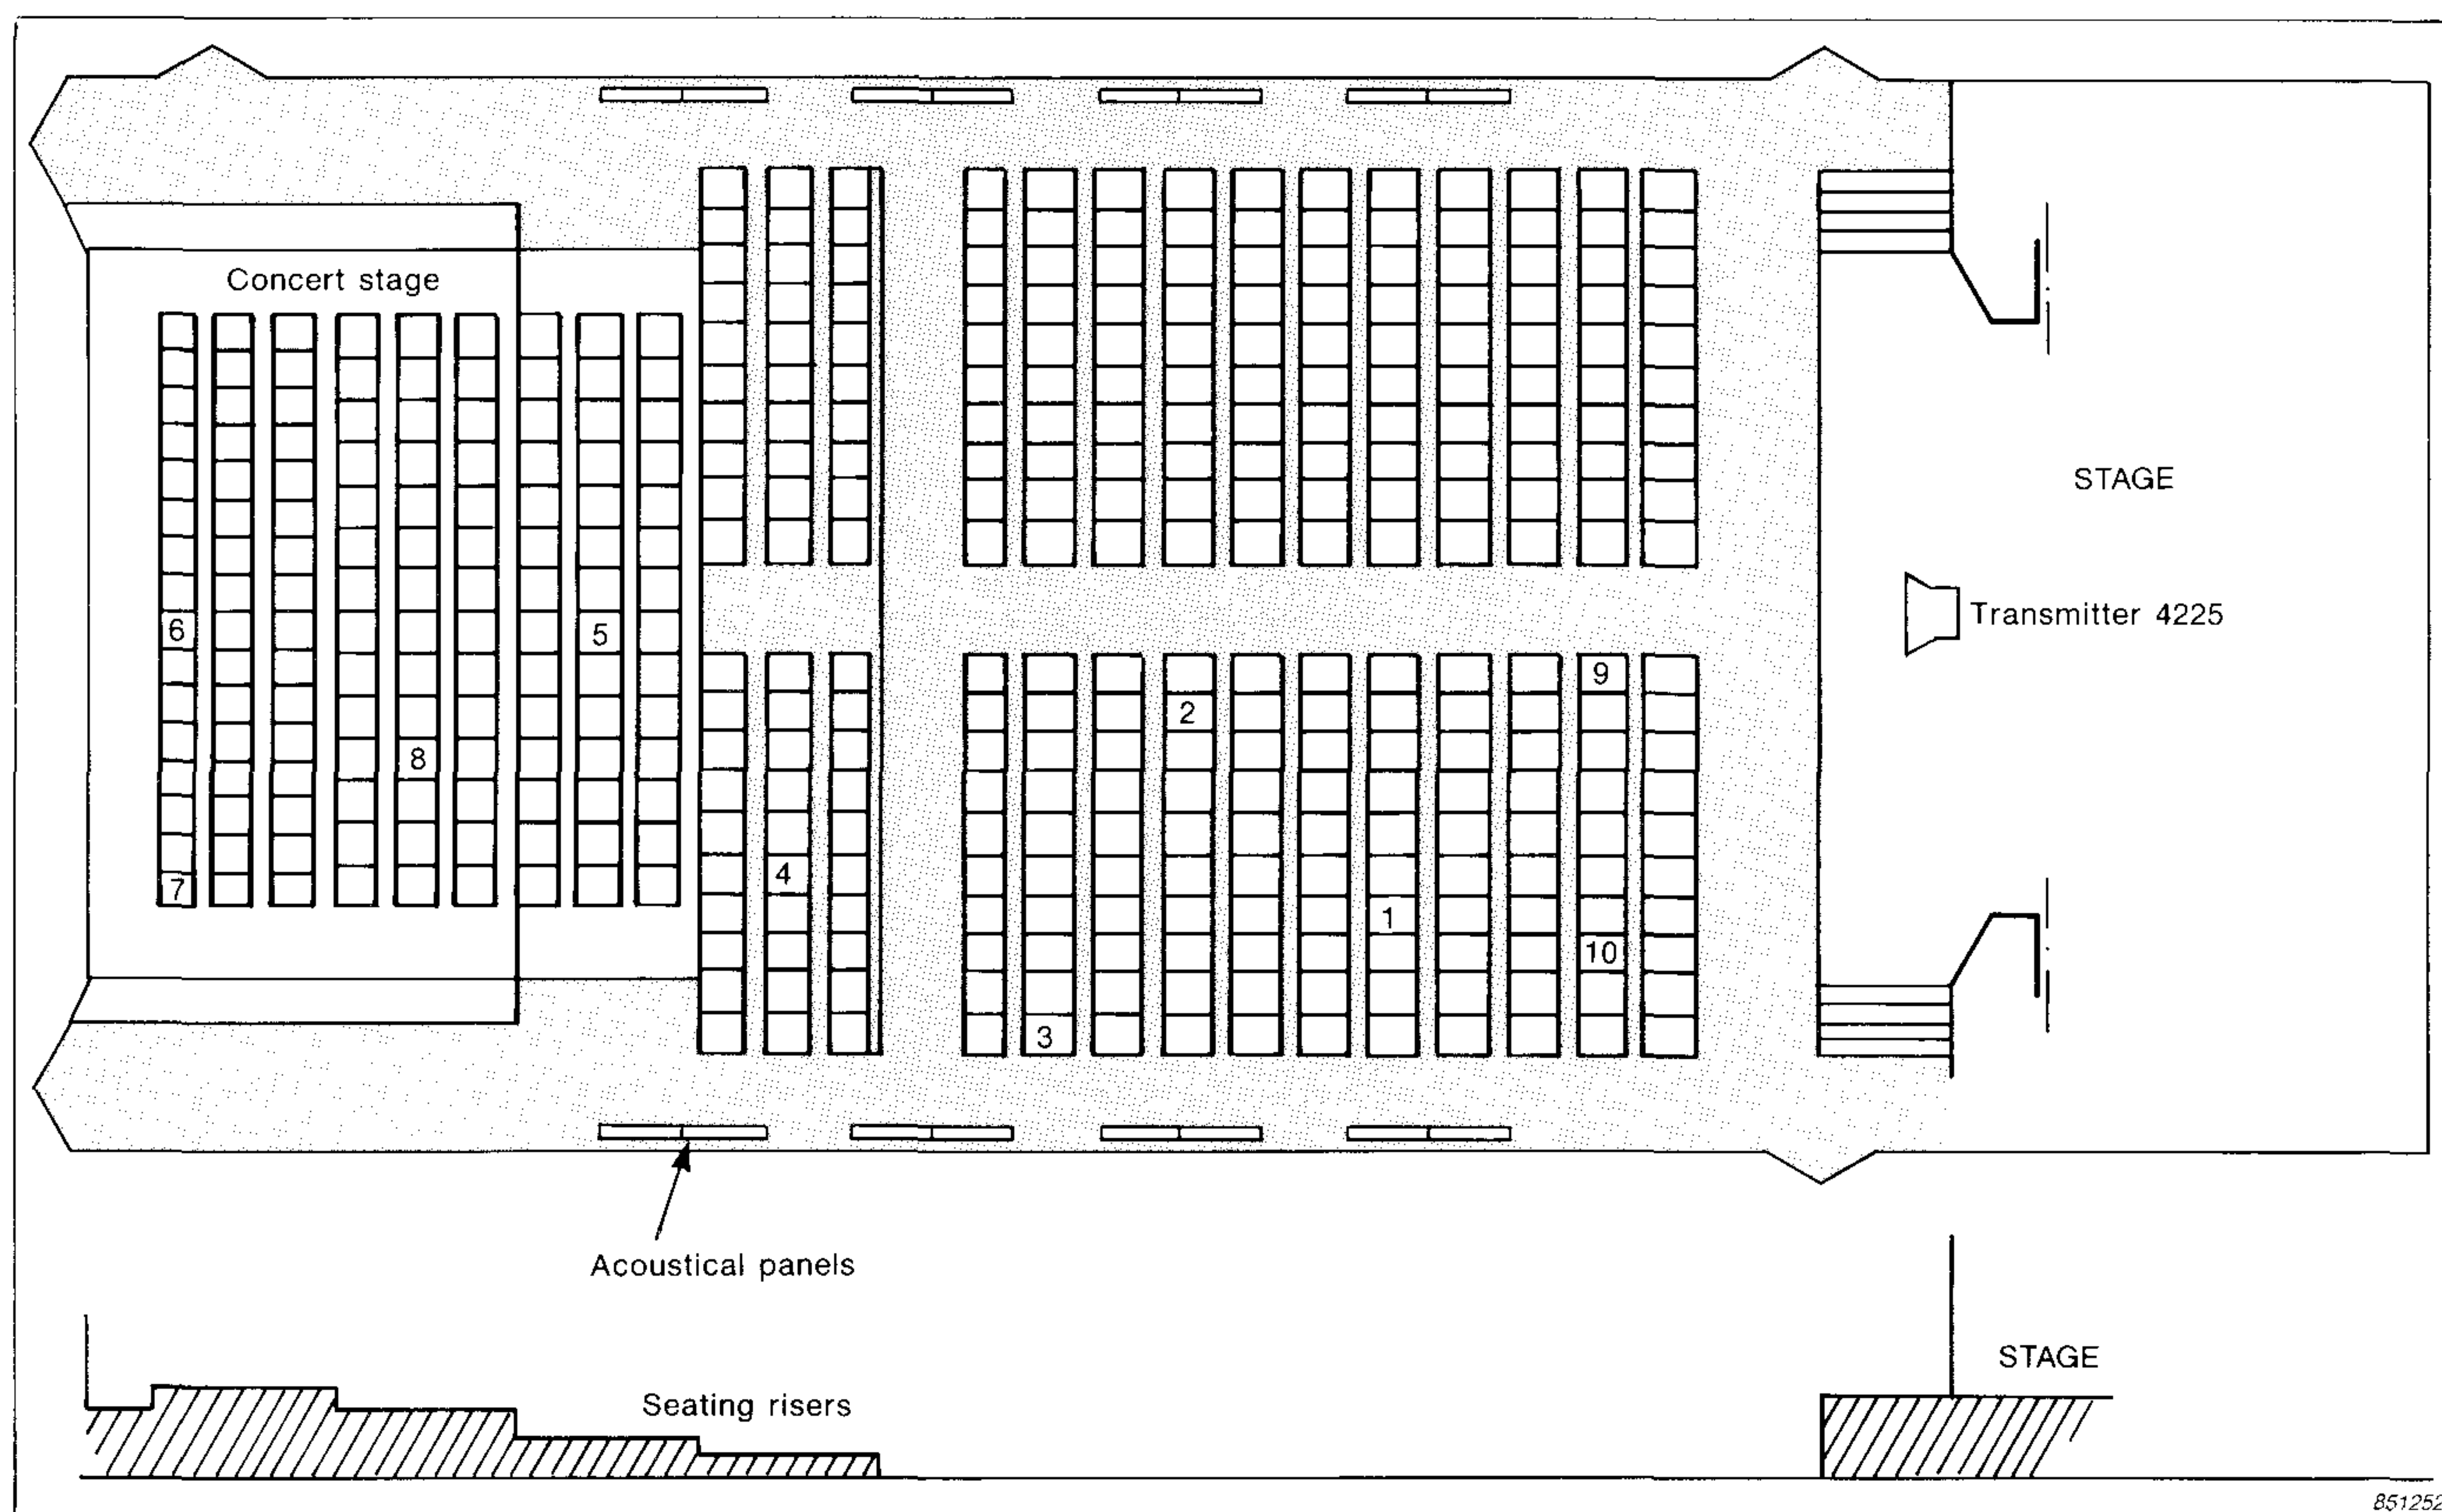 Concert stage
STAGE
Transmitter 4225
6
5
9
2
8
4
7
1
10
3
Acoustical panels
STAGE
Seating risers
851252